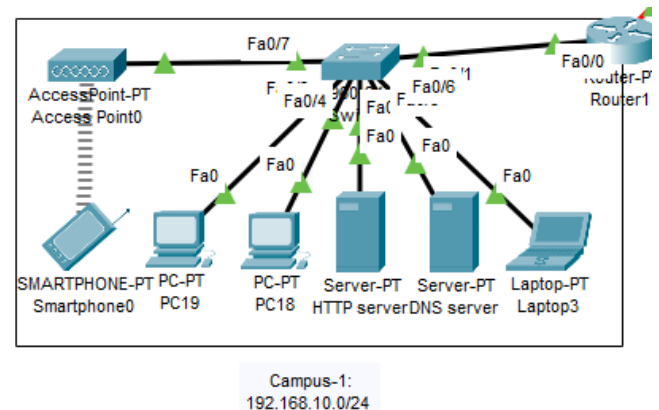 Fa0/7
Fa0/0
Fa0/4
Fa0/6
AccessPoint-PT
Access Point0
Router1
Fa0
Fa0
Fa0
Fa0
Fa0
SMARTPHONE-PT
Smartphone0
PC-PT
PC19
PC-PT
PC18
Server-PT
HTTP server
Server-PT
DNS server
Laptop-PT
Laptop3
Campus-1:
192.168.10.0/24